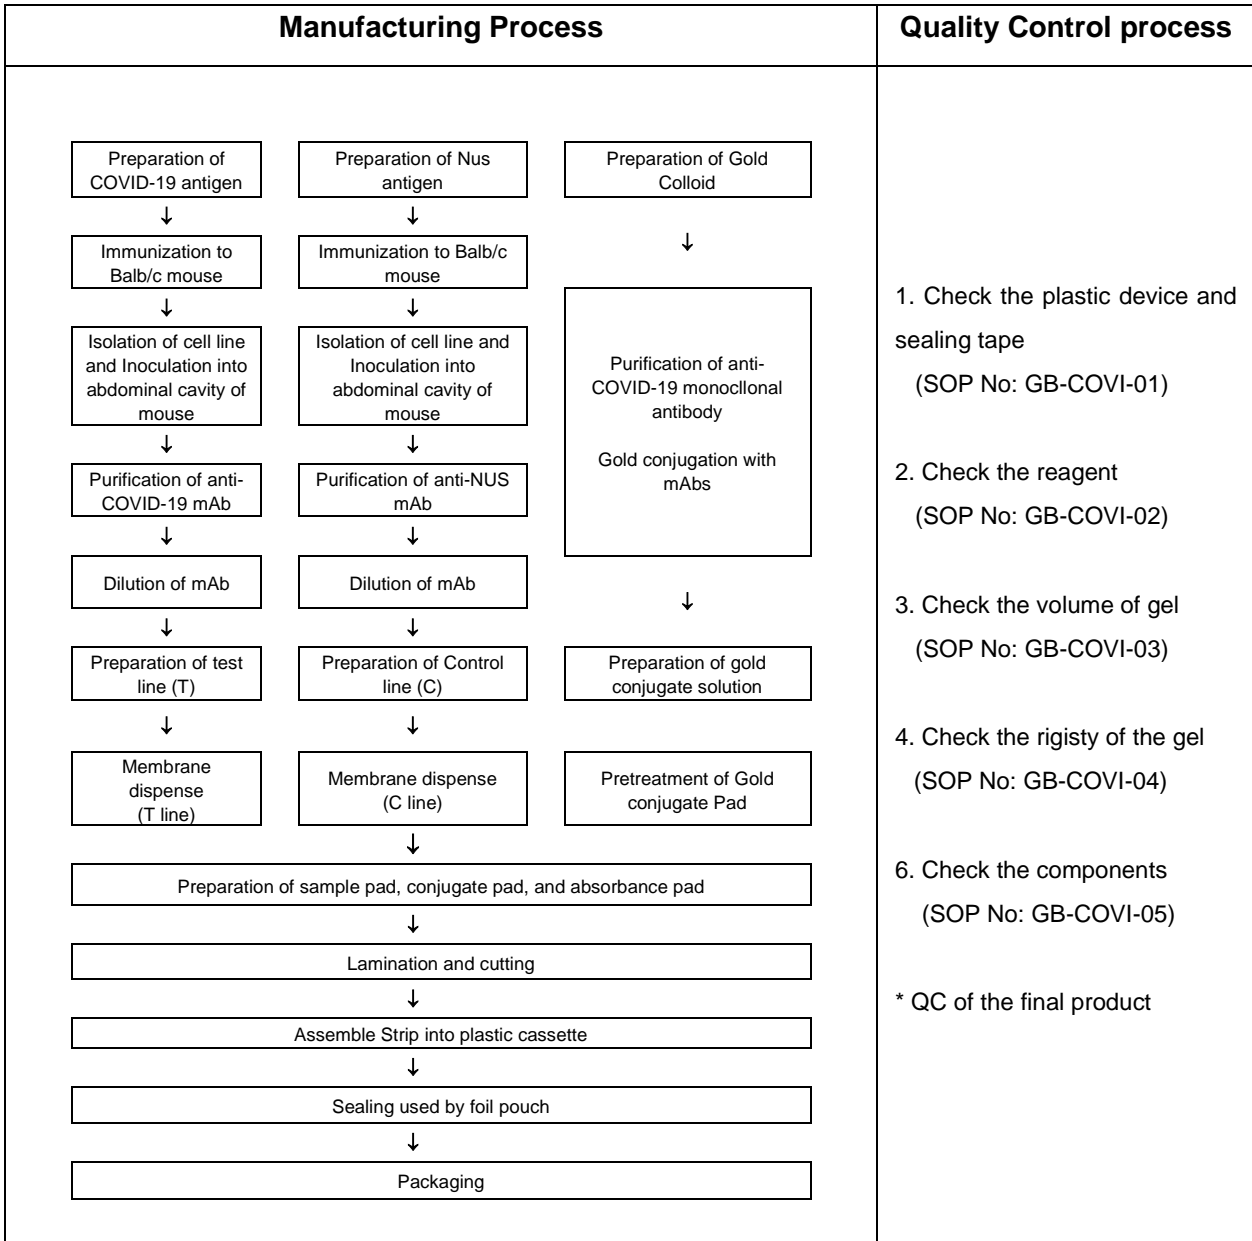 Manufacturing Process
Quality Control process
Preparation of
COVID-19 antigen
↓
Immunization to
Balb/c mouse
↓
Isolation of cell line
and Inoculation into
abdominal cavity of
mouse
↓
Purification of anti-
COVID-19 mAb
↓
Dilution of mAb
↓
Preparation of test
line (T)
↓
Membrane
dispense
(T line)
Preparation of Nus
antigen
↓
Immunization to Balb/c
mouse
↓
Isolation of cell line and
Inoculation into
abdominal cavity of
mouse
↓
Purification of anti-NUS
mAb
↓
Dilution of mAb
↓
Preparation of Control
line (C)
↓
Membrane dispense
(C line)
Preparation of Gold
Colloid
↓
Purification of anti-
COVID-19 monocllonal
antibody
Gold conjugation with
mAbs
↓
Preparation of gold
conjugate solution
Pretreatment of Gold
conjugate Pad
↓
Preparation of sample pad, conjugate pad, and absorbance pad
↓
Lamination and cutting
↓
Assemble Strip into plastic cassette
↓
Sealing used by foil pouch
↓
Packaging
1. Check the plastic device and
sealing tape
(SOP No: GB-COVI-01)
2. Check the reagent
(SOP No: GB-COVI-02)
3. Check the volume of gel
(SOP No: GB-COVI-03)
4. Check the rigisty of the gel
(SOP No: GB-COVI-04)
6. Check the components
(SOP No: GB-COVI-05)
* QC of the final product